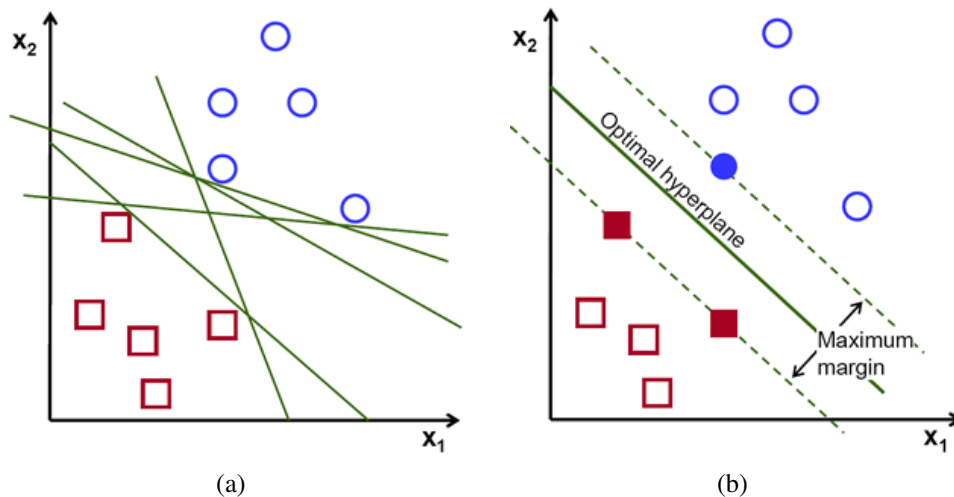 x₂
x₁
(a)
x₂
Optimal hyperplane
Maximum
margin
x₁
(b)